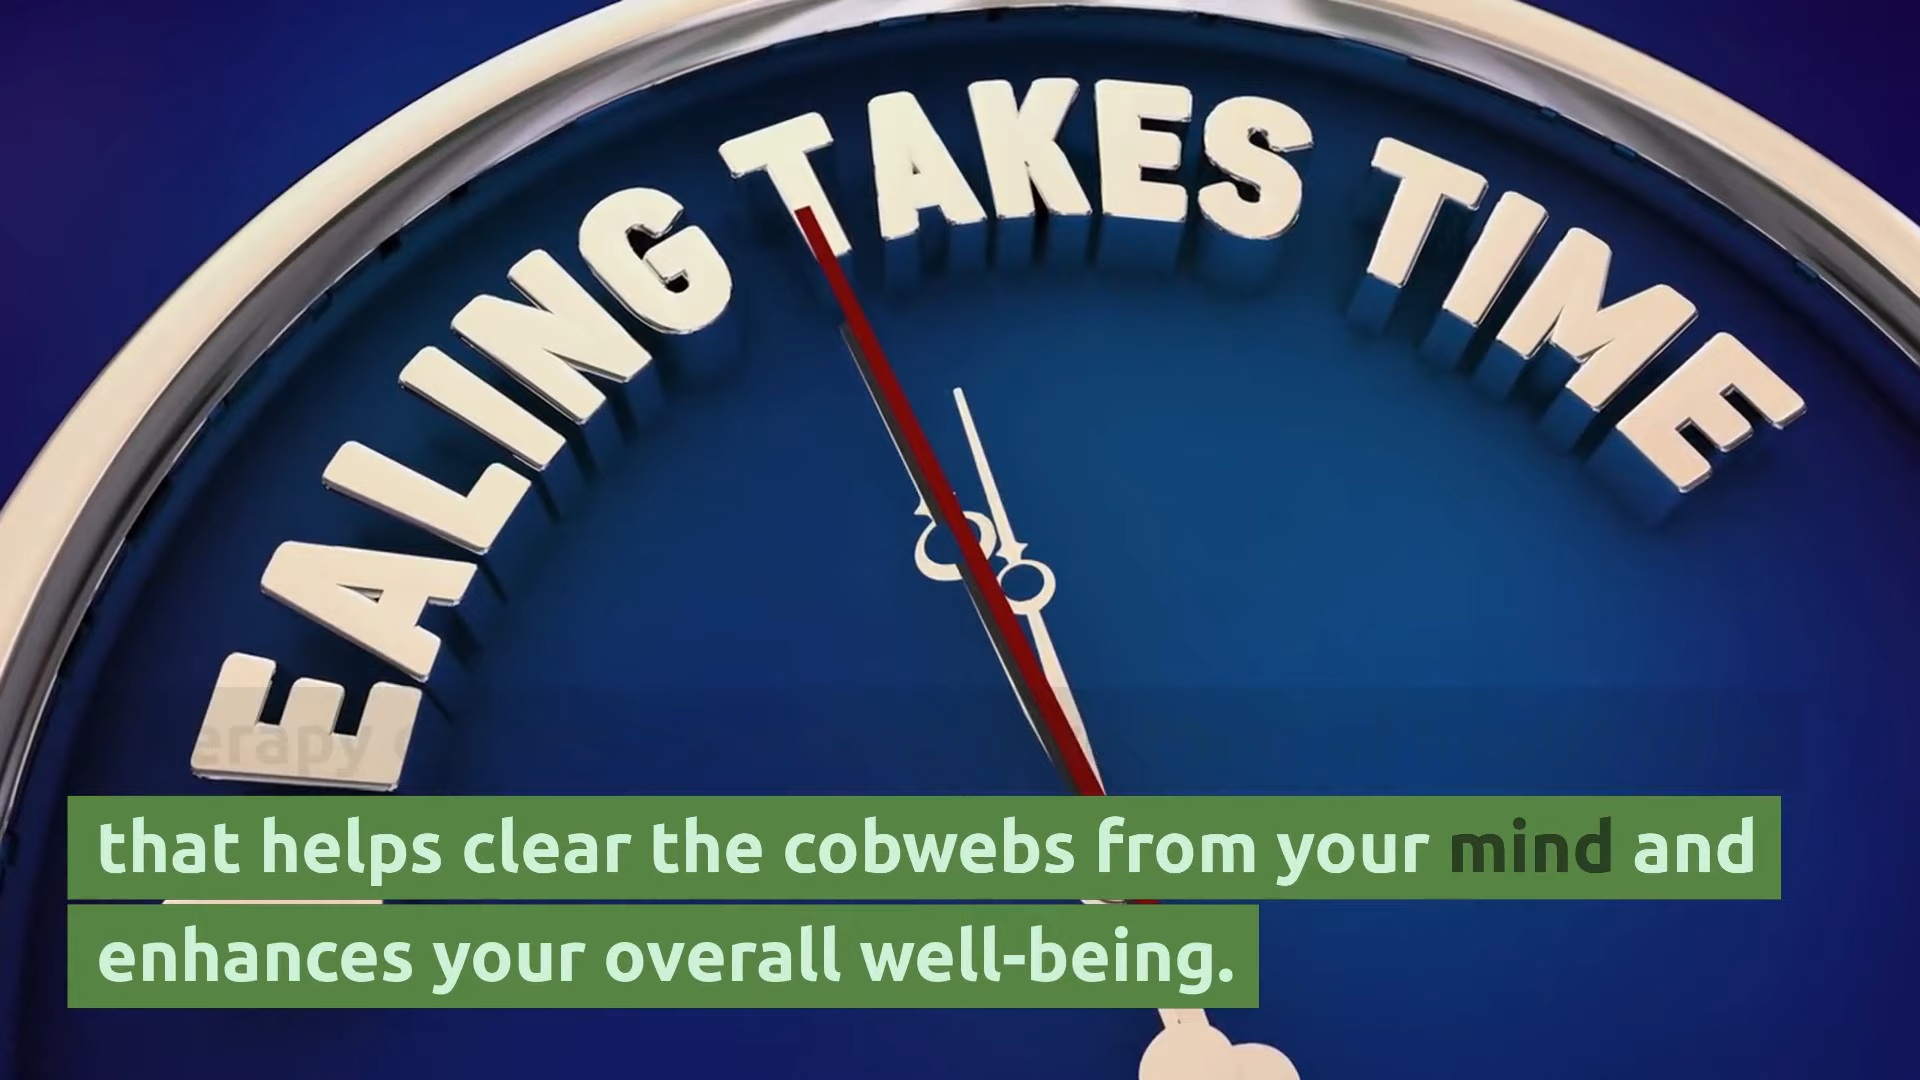 EALING TAKES TIME
that helps clear the cobwebs from your mind and
enhances your overall well-being.